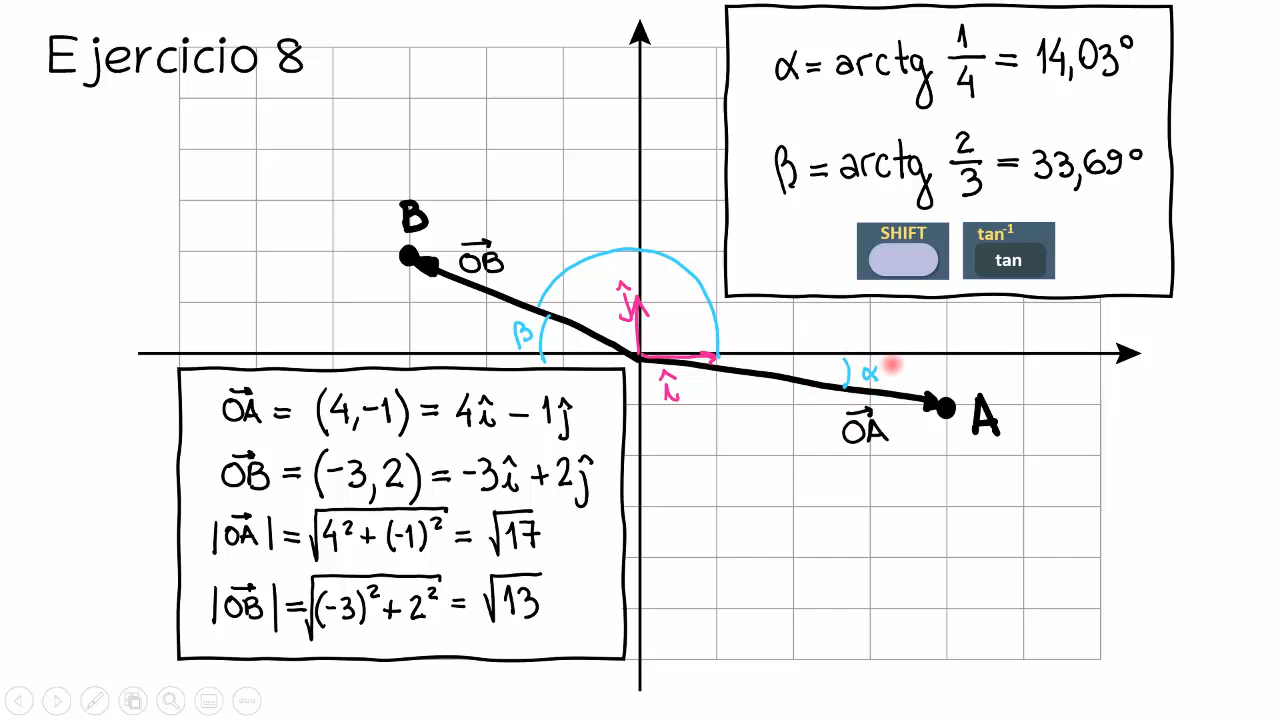 Ejercicio 8
α = arctg 1/4 = 14,03°
β = arctg 2/3 = 33,69°
SHIFT tan⁻¹
tan
B
OB→
ĵ
β
î
α
OA→
A
OA→ = (4,-1) = 4î - 1ĵ
OB→ = (-3,2) = -3î + 2ĵ
|OA→| = √4² + (-1)² = √17
|OB→| = √(-3)² + 2² = √13